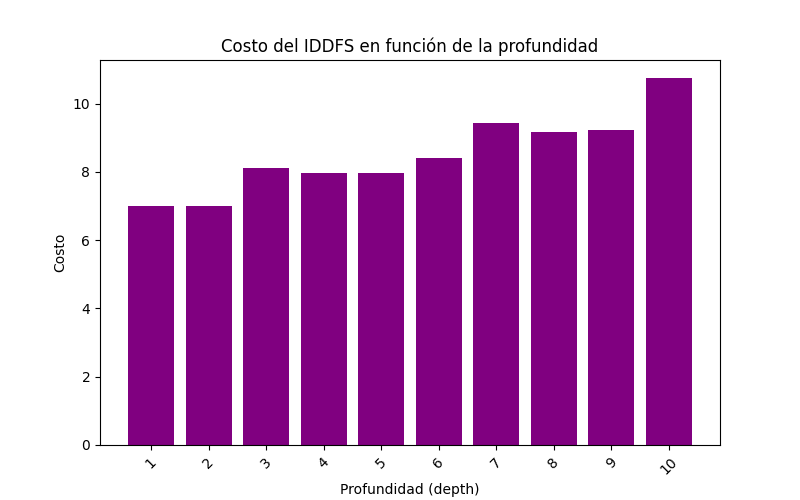 Costo del IDDFS en función de la profundidad
10
8
6
4
2
0
Costo
1 2 3 4 5 6 7 8 9 10
Profundidad (depth)